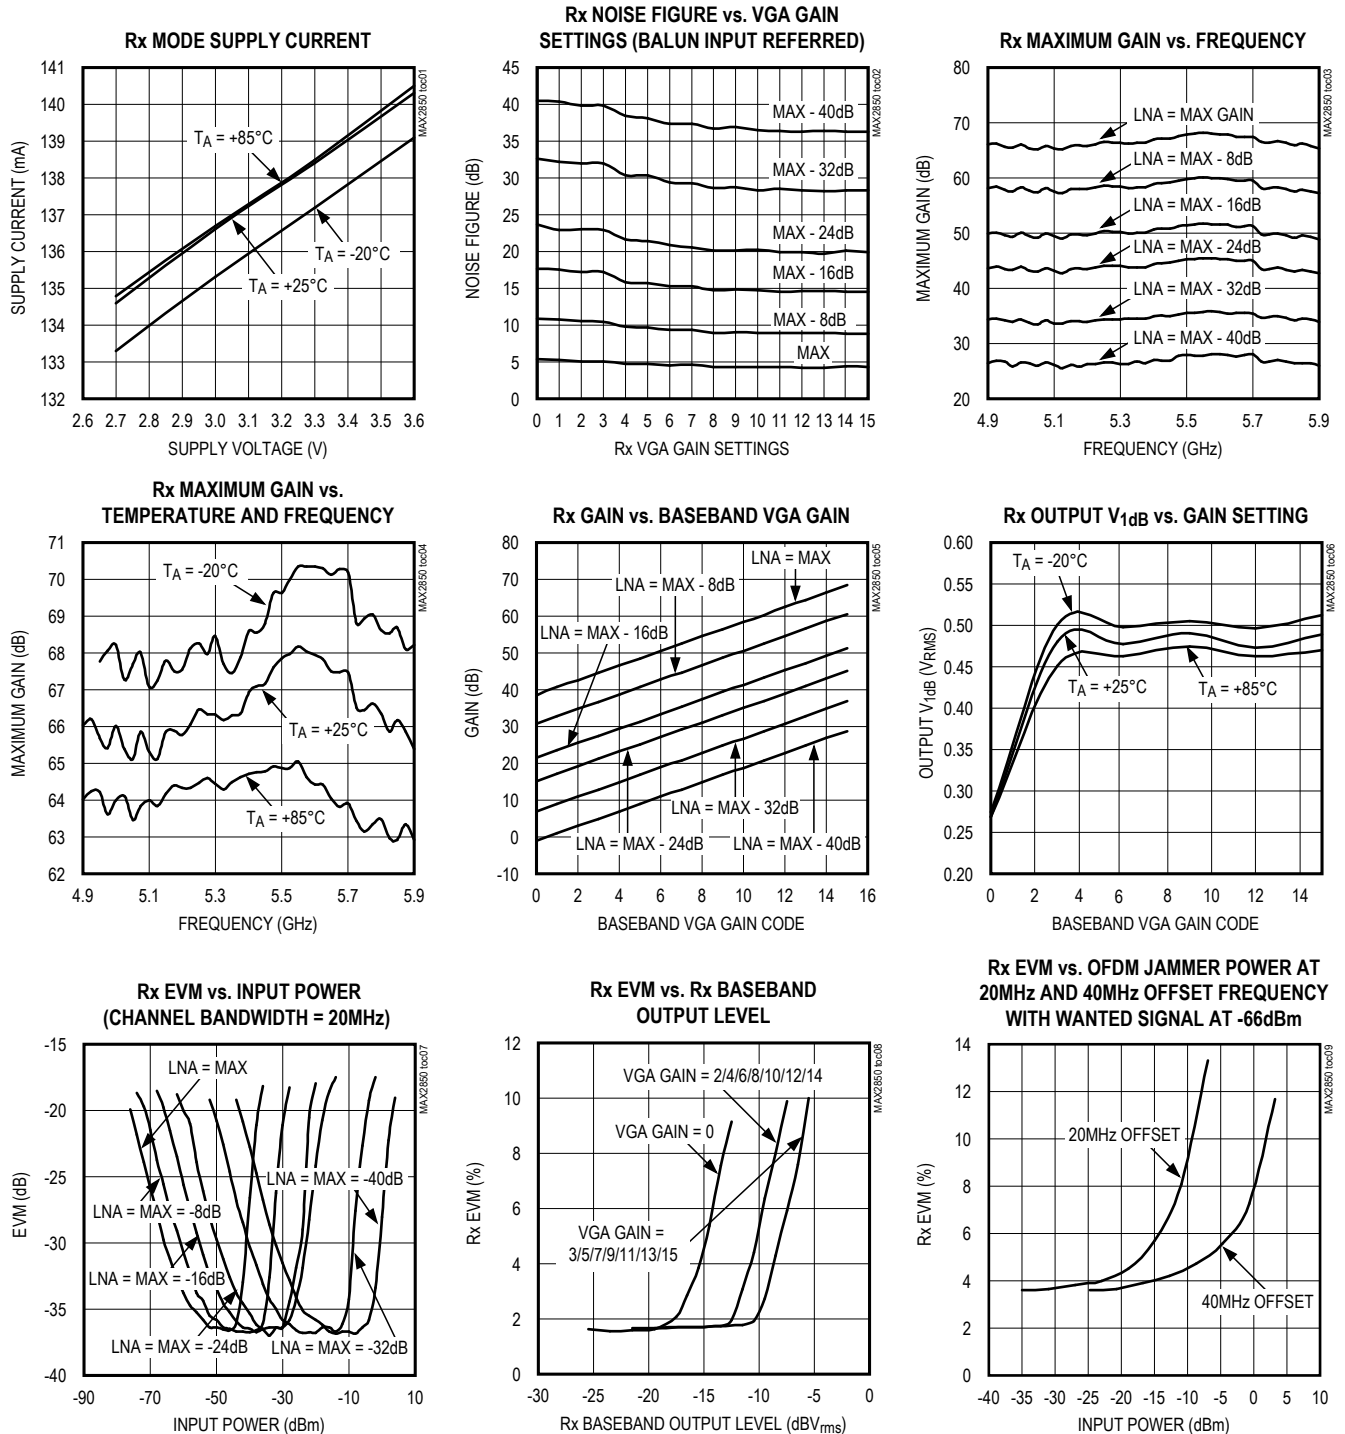 Rx MODE SUPPLY CURRENT
141
140
139
138
137
136
135
134
133
132
SUPPLY CURRENT (mA)
TA = +85°C
TA = -20°C
TA = +25°C
MAX2850 toc01
2.6 2.7 2.8 2.9 3.0 3.1 3.2 3.3 3.4 3.5 3.6
SUPPLY VOLTAGE (V)
Rx NOISE FIGURE vs. VGA GAIN
SETTINGS (BALUN INPUT REFERRED)
45
40
35
30
25
20
15
10
5
0
NOISE FIGURE (dB)
MAX - 40dB
MAX - 32dB
MAX - 24dB
MAX - 16dB
MAX - 8dB
MAX
MAX2850 toc02
0 1 2 3 4 5 6 7 8 9 10 11 12 13 14 15
Rx VGA GAIN SETTINGS
Rx MAXIMUM GAIN vs. FREQUENCY
80
70
60
50
40
30
20
MAXIMUM GAIN (dB)
LNA = MAX GAIN
LNA = MAX - 8dB
LNA = MAX - 16dB
LNA = MAX - 24dB
LNA = MAX - 32dB
LNA = MAX - 40dB
MAX2850 toc03
4.9 5.1 5.3 5.5 5.7 5.9
FREQUENCY (GHz)
Rx MAXIMUM GAIN vs.
TEMPERATURE AND FREQUENCY
71
70
69
68
67
66
65
64
63
62
MAXIMUM GAIN (dB)
TA = -20°C
TA = +25°C
TA = +85°C
MAX2850 toc04
4.9 5.1 5.3 5.5 5.7 5.9
FREQUENCY (GHz)
Rx GAIN vs. BASEBAND VGA GAIN
80
70
60
50
40
30
20
10
0
-10
GAIN (dB)
LNA = MAX
LNA = MAX - 8dB
LNA = MAX - 16dB
LNA = MAX - 32dB
LNA = MAX - 24dB
LNA = MAX - 40dB
MAX2850 toc05
0 2 4 6 8 10 12 14 16
BASEBAND VGA GAIN CODE
Rx OUTPUT V1dB vs. GAIN SETTING
0.60
0.55
0.50
0.45
0.40
0.35
0.30
0.25
0.20
OUTPUT V1dB (VRMS)
TA = -20°C
TA = +25°C
TA = +85°C
MAX2850 toc06
0 2 4 6 8 10 12 14
BASEBAND VGA GAIN CODE
Rx EVM vs. INPUT POWER
(CHANNEL BANDWIDTH = 20MHz)
-15
-20
-25
-30
-35
-40
EVM (dB)
LNA = MAX
LNA = MAX = -40dB
LNA = MAX = -8dB
LNA = MAX = -16dB
LNA = MAX = -24dB
LNA = MAX = -32dB
MAX2850 toc07
-90 -70 -50 -30 -10 10
INPUT POWER (dBm)
Rx EVM vs. Rx BASEBAND
OUTPUT LEVEL
12
10
8
6
4
2
0
Rx EVM (%)
VGA GAIN = 2/4/6/8/10/12/14
VGA GAIN = 0
VGA GAIN =
3/5/7/9/11/13/15
MAX2850 toc08
-30 -25 -20 -15 -10 -5 0
Rx BASEBAND OUTPUT LEVEL (dBVrms)
Rx EVM vs. OFDM JAMMER POWER AT
20MHz AND 40MHz OFFSET FREQUENCY
WITH WANTED SIGNAL AT -66dBm
14
12
10
8
6
4
2
0
Rx EVM (%)
20MHz OFFSET
40MHz OFFSET
MAX2850 toc09
-40 -35 -30 -25 -20 -15 -10 -5 0 5 10
INPUT POWER (dBm)